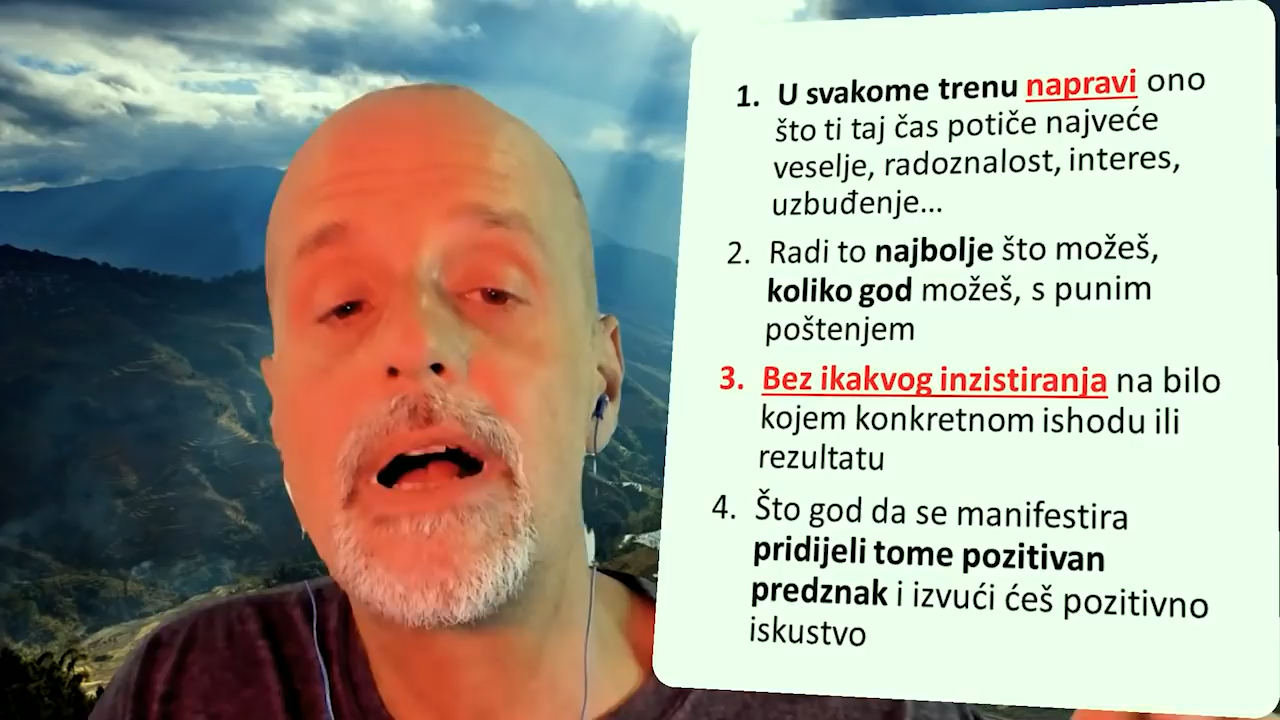 1. U svakome trenu napravi ono
što ti taj čas potiče najveće
veselje, radoznalost, interes,
uzbuđenje...
2. Radi to najbolje što možeš,
koliko god možeš, s punim
poštenjem
3. Bez ikakvog inzistiranja na bilo
kojem konkretnom ishodu ili
rezultatu
4. Što god da se manifestira
pridijeli tome pozitivan
predznak i izvući ćeš pozitivno
iskustvo